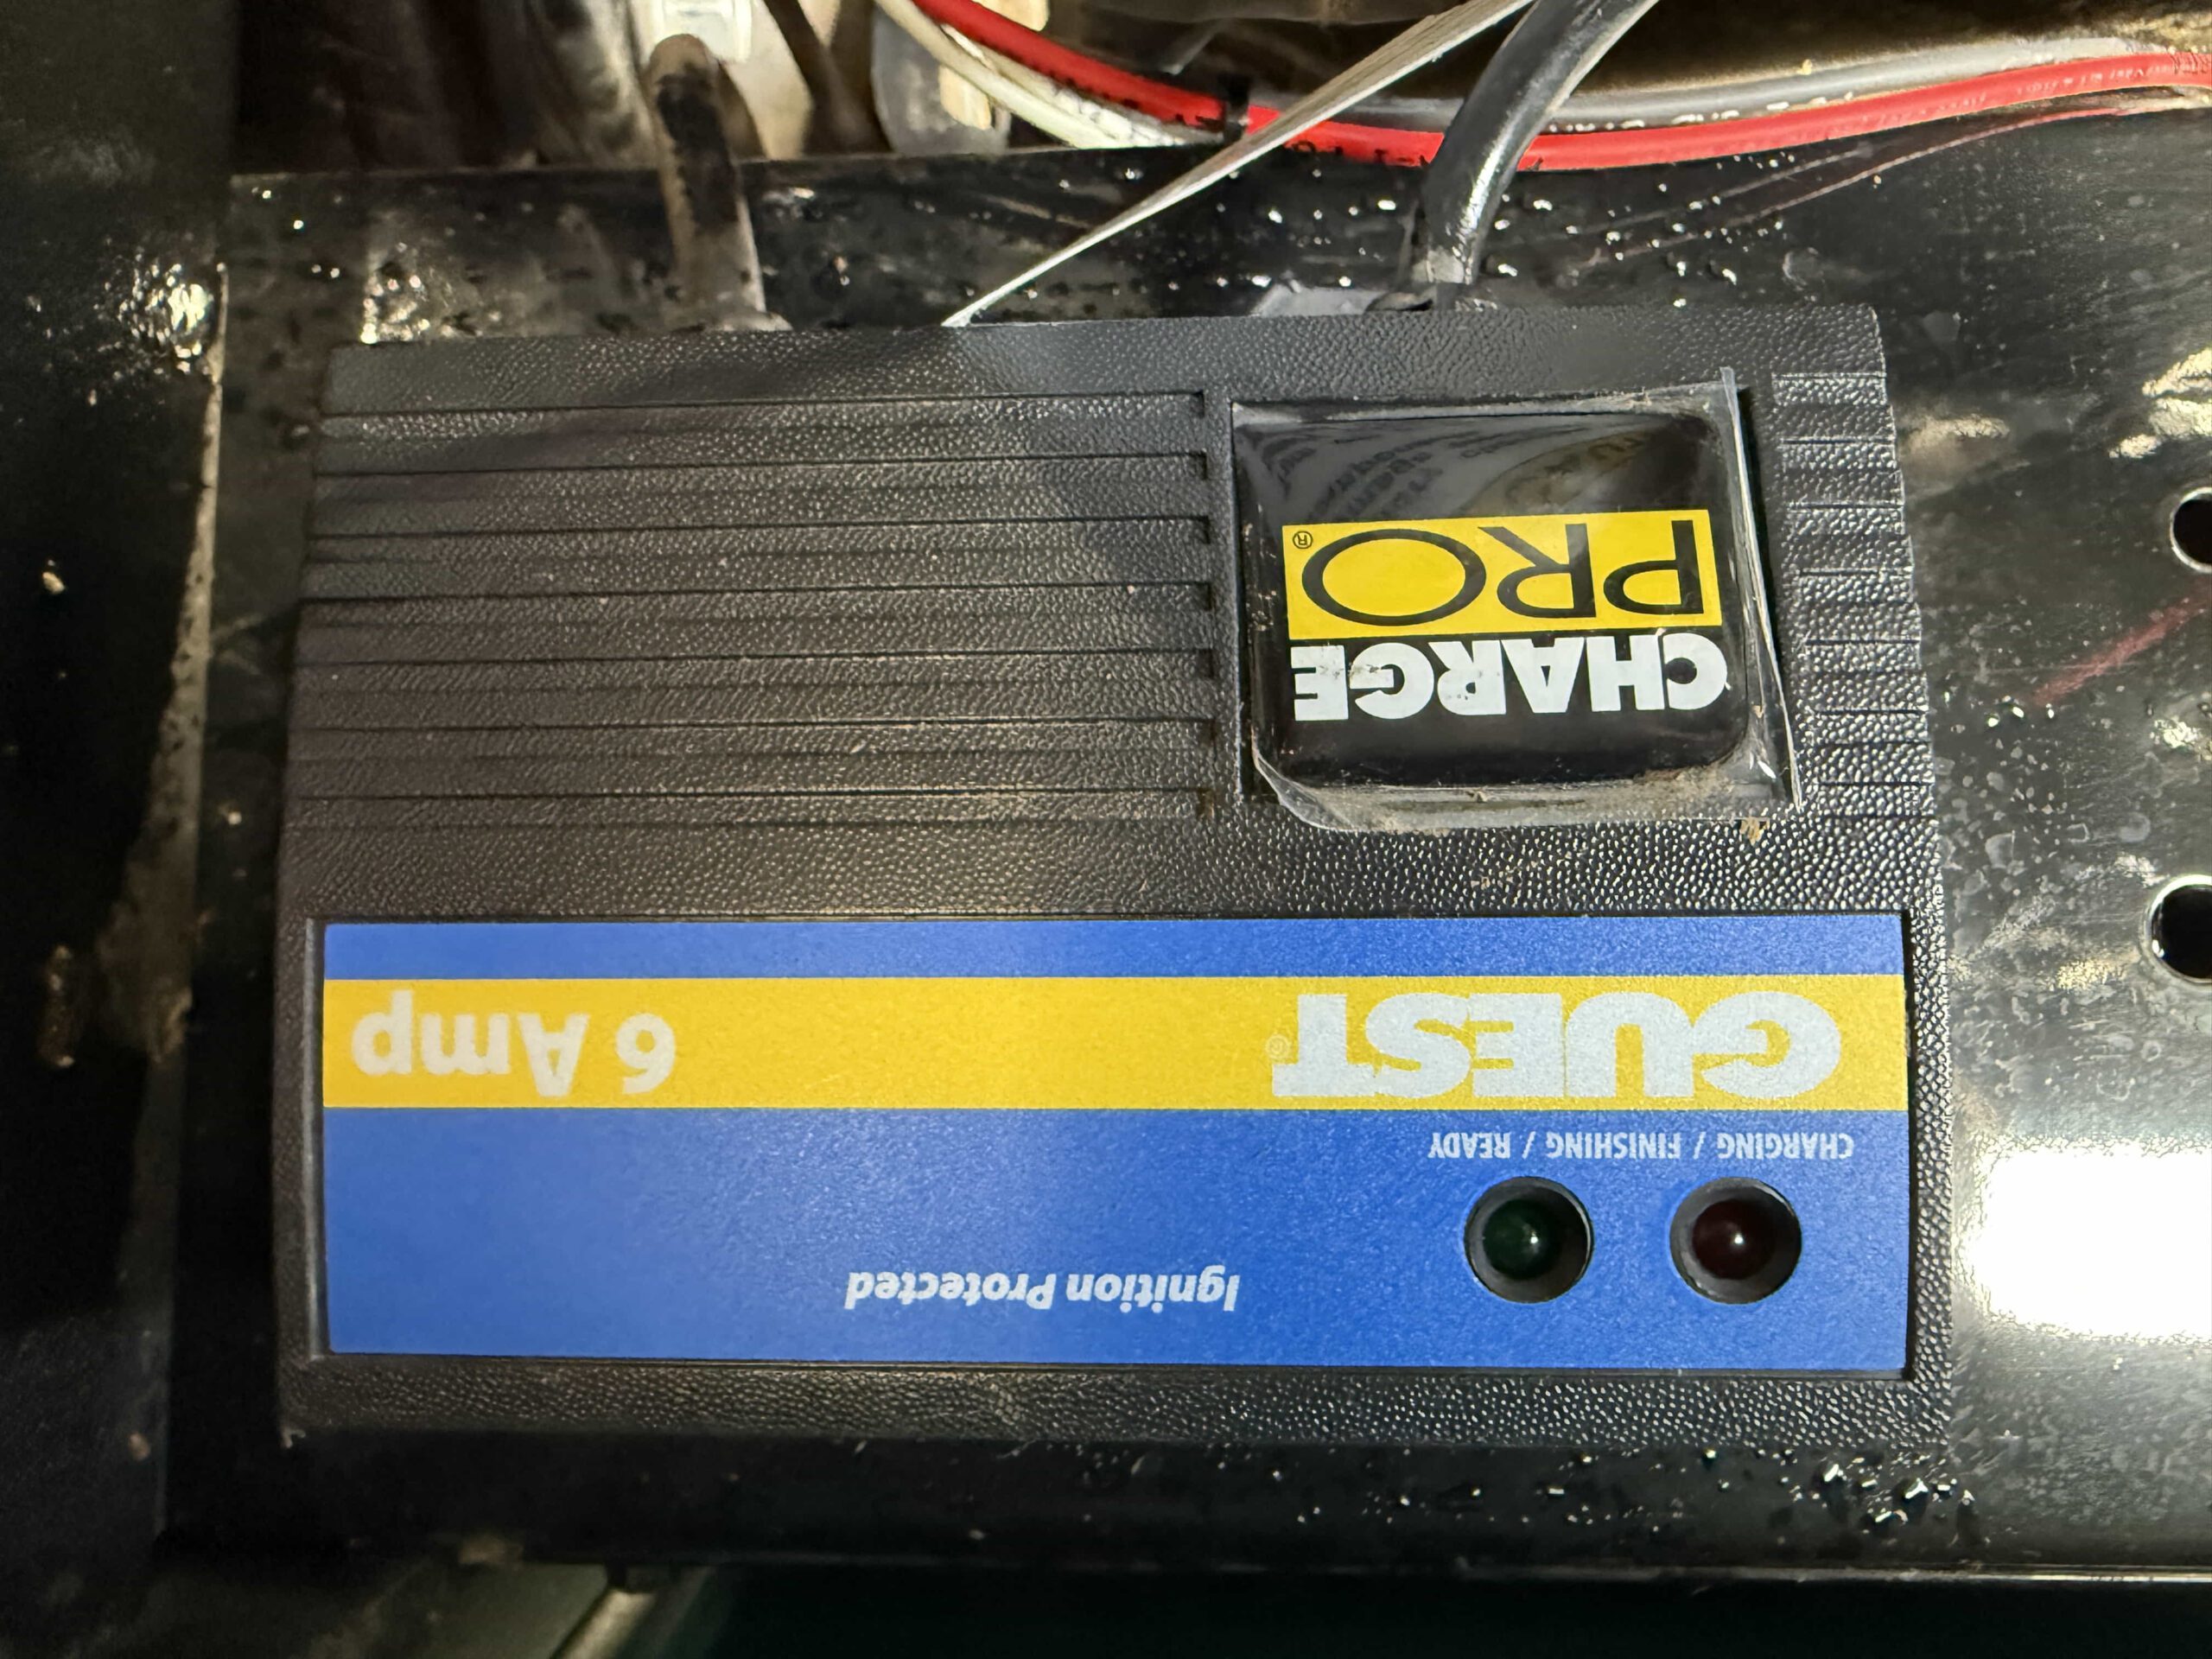 CHARGE
PRO®
GUEST® 6 Amp
CHARGING / FINISHING / READY
Ignition Protected